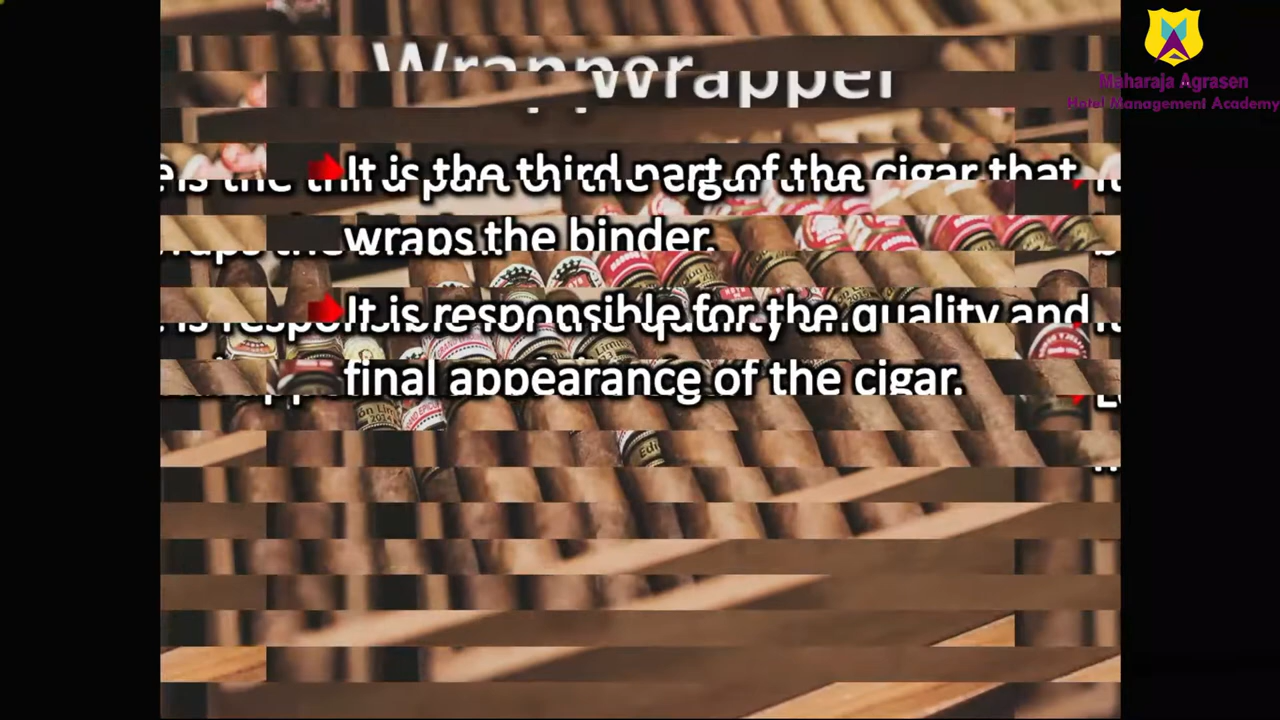 Wrapper
Maharaja Agrasen
Hotel Management Academy
It is the third part of the cigar that
wraps the binder.
It is responsible for the quality and
final appearance of the cigar.